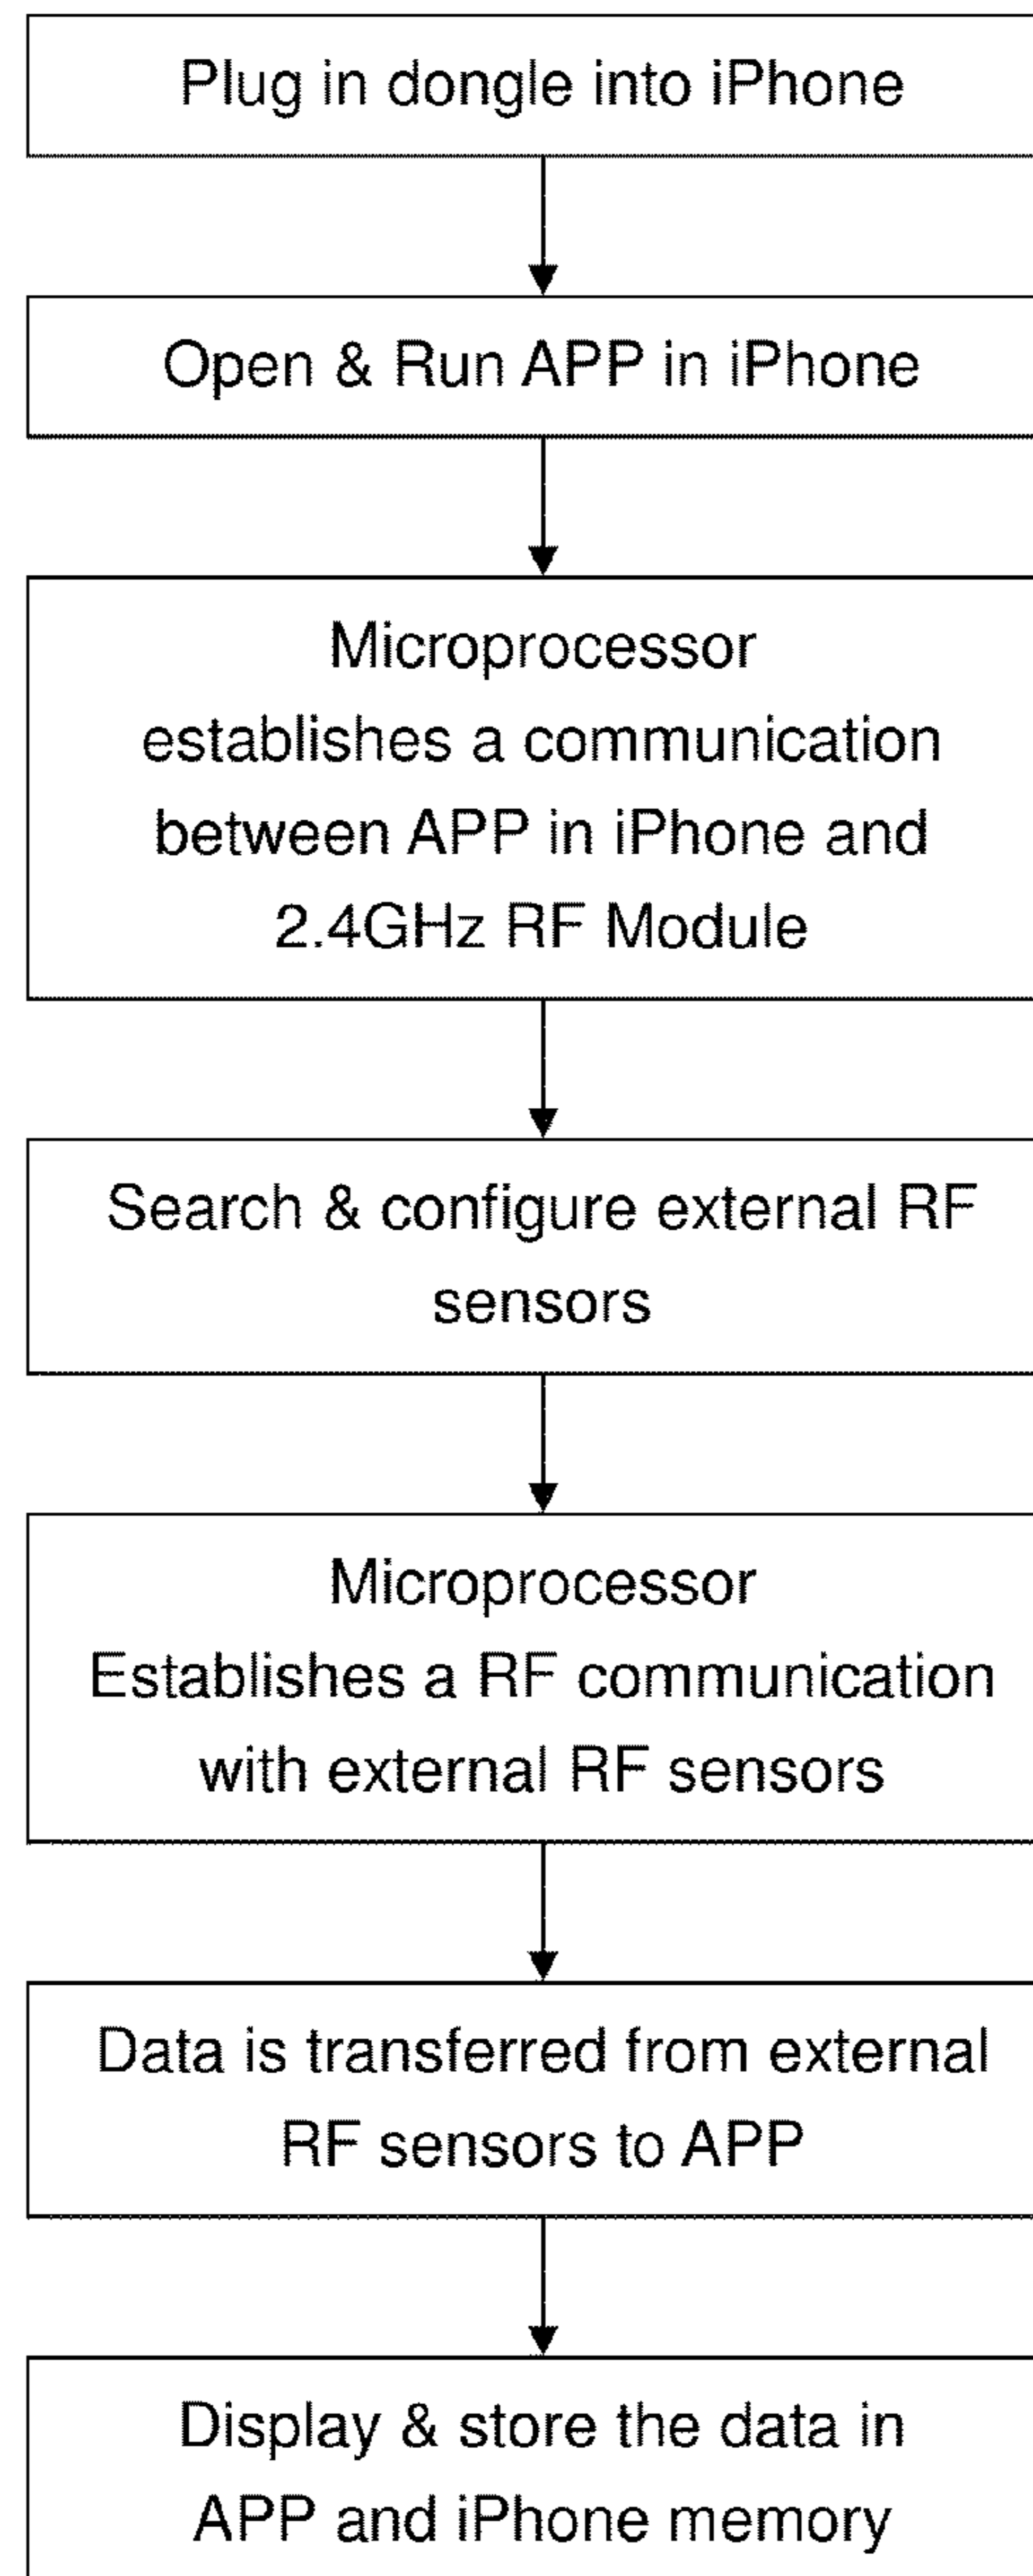 Plug in dongle into iPhone
Open & Run APP in iPhone
Microprocessor
establishes a communication
between APP in iPhone and
2.4GHz RF Module
Search & configure external RF
sensors
Microprocessor
Establishes a RF communication
with external RF sensors
Data is transferred from external
RF sensors to APP
Display & store the data in
APP and iPhone memory